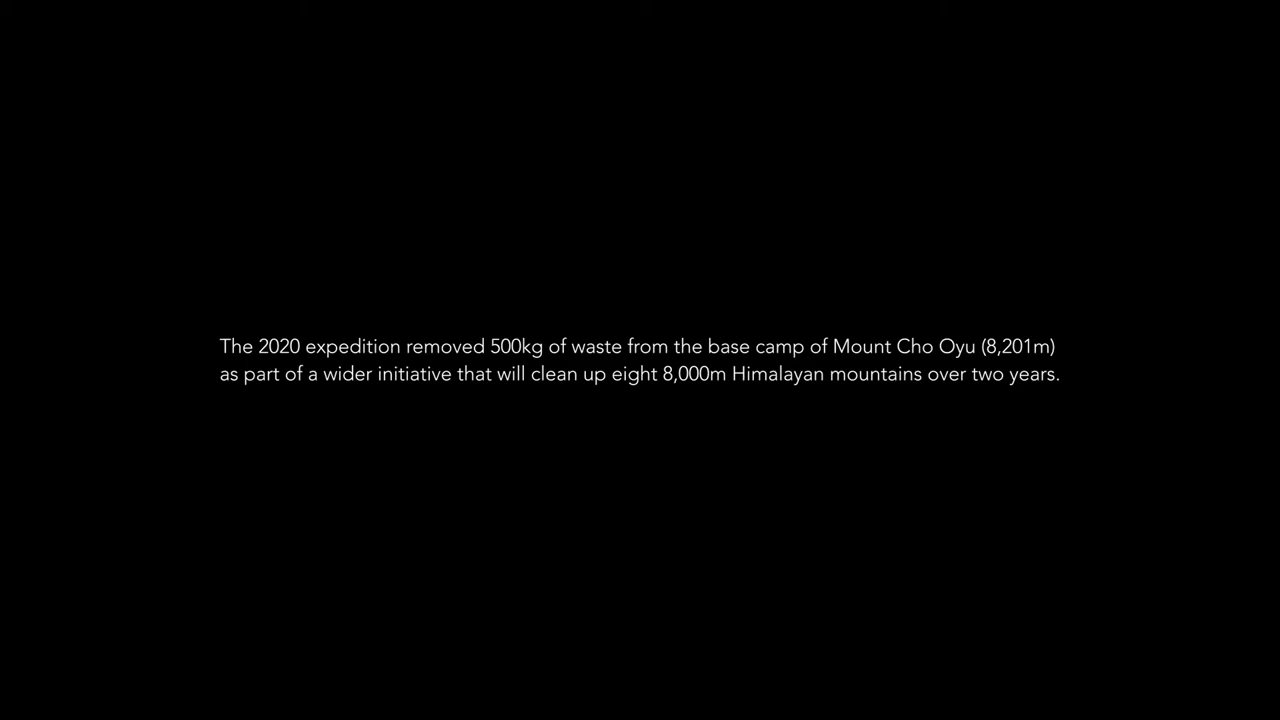 The 2020 expedition removed 500kg of waste from the base camp of Mount Cho Oyu (8,201m)
as part of a wider initiative that will clean up eight 8,000m Himalayan mountains over two years.